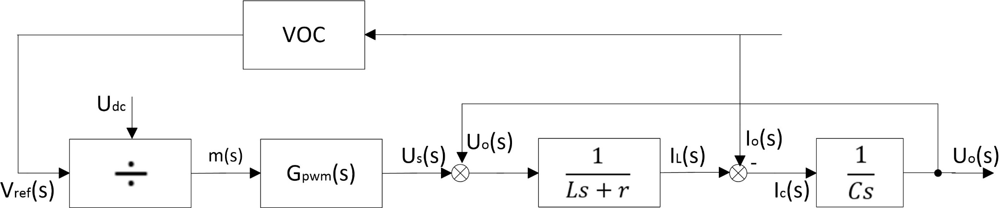 VOC
Udc
Vref(s)
÷
m(s)
Gpwm(s)
Us(s)
Uo(s)
1
Ls + r
IL(s)
Io(s)
-
Ic(s)
1
Cs
Uo(s)